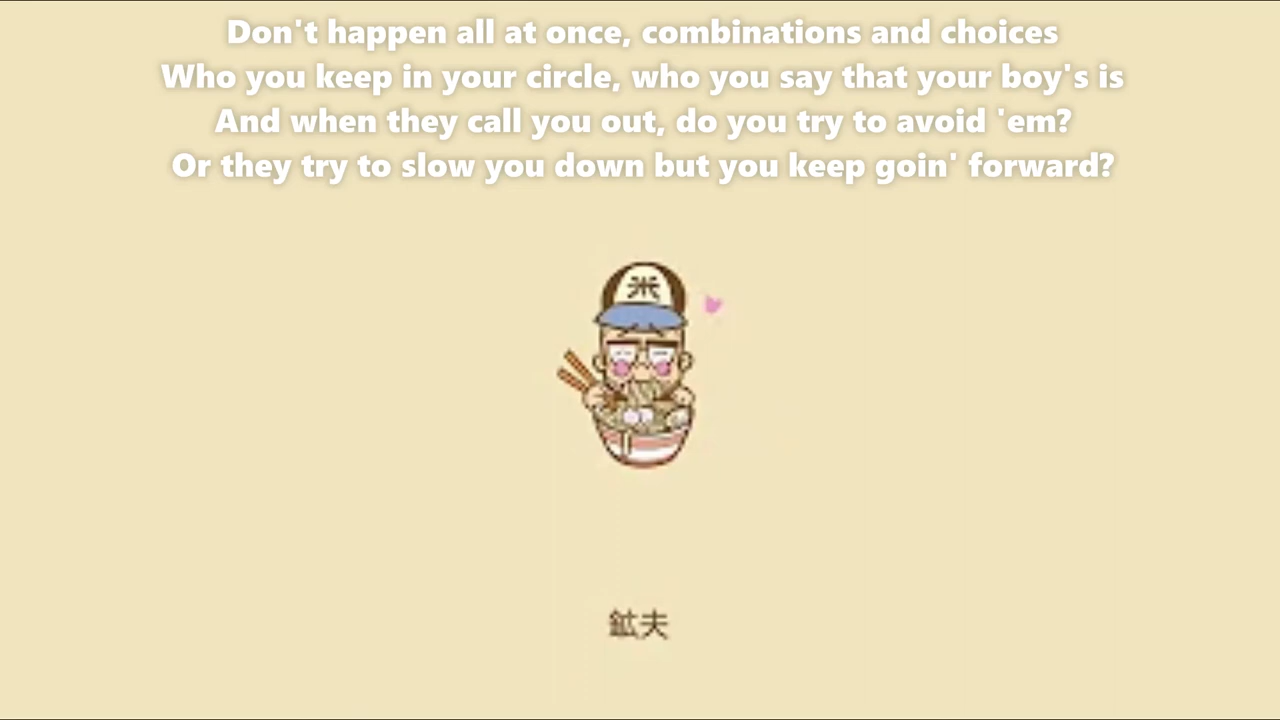 Don't happen all at once, combinations and choices
Who you keep in your circle, who you say that your boy's is
And when they call you out, do you try to avoid 'em?
Or they try to slow you down but you keep goin' forward?
米
鉱夫